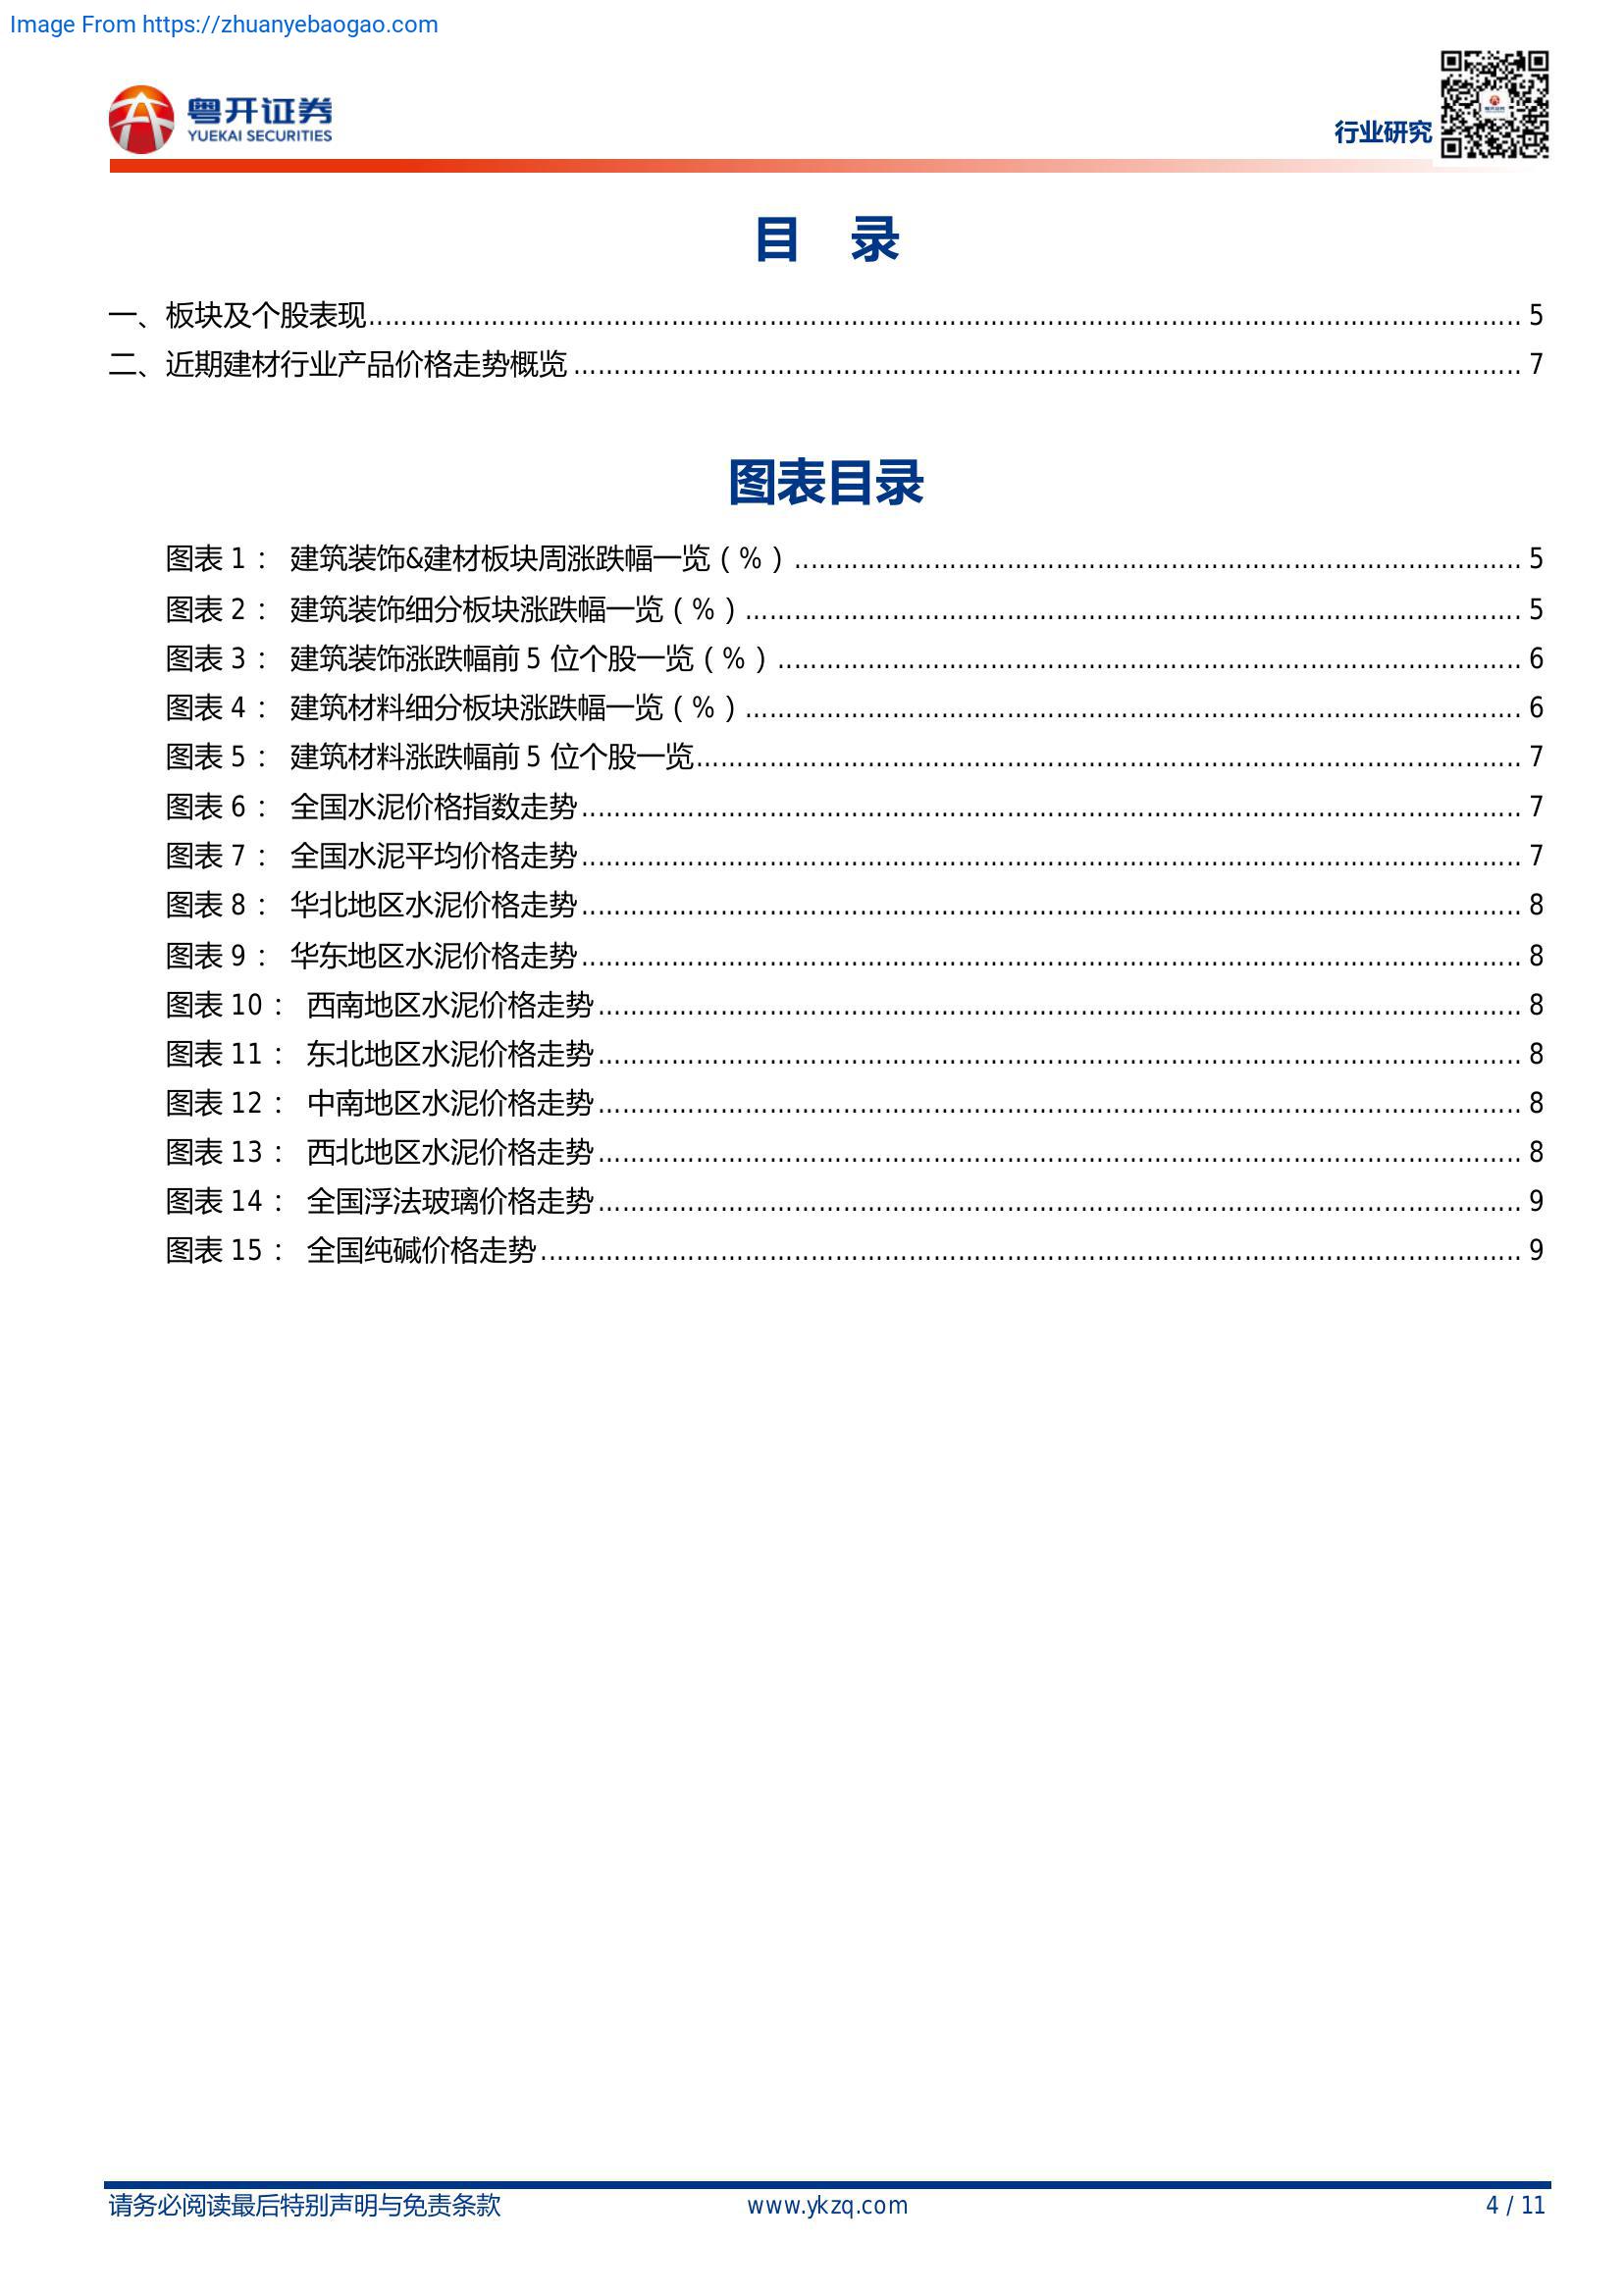 Image From https://zhuanyebaogao.com
粤开证券
YUEKAI SECURITIES
行业研究
目 录
一、板块及个股表现 5
二、近期建材行业产品价格走势概览 7
图表目录
图表 1： 建筑装饰&建材板块周涨跌幅一览（%） 5
图表 2： 建筑装饰细分板块涨跌幅一览（%） 5
图表 3： 建筑装饰涨跌幅前 5 位个股一览（%） 6
图表 4： 建筑材料细分板块涨跌幅一览（%） 6
图表 5： 建筑材料涨跌幅前 5 位个股一览 7
图表 6： 全国水泥价格指数走势 7
图表 7： 全国水泥平均价格走势 7
图表 8： 华北地区水泥价格走势 8
图表 9： 华东地区水泥价格走势 8
图表 10： 西南地区水泥价格走势 8
图表 11： 东北地区水泥价格走势 8
图表 12： 中南地区水泥价格走势 8
图表 13： 西北地区水泥价格走势 8
图表 14： 全国浮法玻璃价格走势 9
图表 15： 全国纯碱价格走势 9
请务必阅读最后特别声明与免责条款 www.ykzq.com 4 / 11